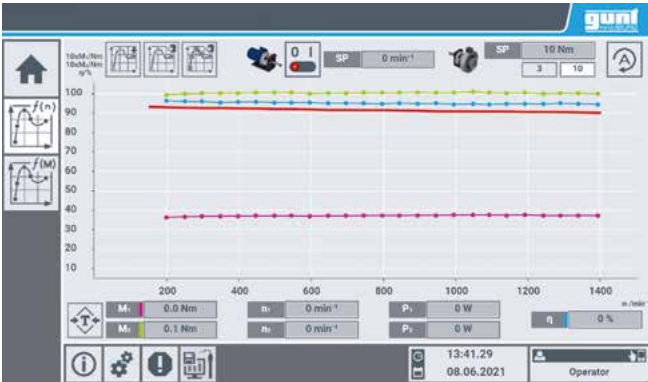 gunt
10xM₁/Nm
10xM₂/Nm
η/%
0 I
SP 0 min⁻¹
SP 10 Nm
3 10
A
f(n)
f(M)
100
90
80
70
60
50
40
30
20
10
200 400 600 800 1000 1200 1400
n₁/min⁻¹
M₁ 0.0 Nm n₁ 0 min⁻¹ P₁ 0 W
M₂ 0.1 Nm n₂ 0 min⁻¹ P₂ 0 W
η 0 %
T
13:41.29
08.06.2021
Operator